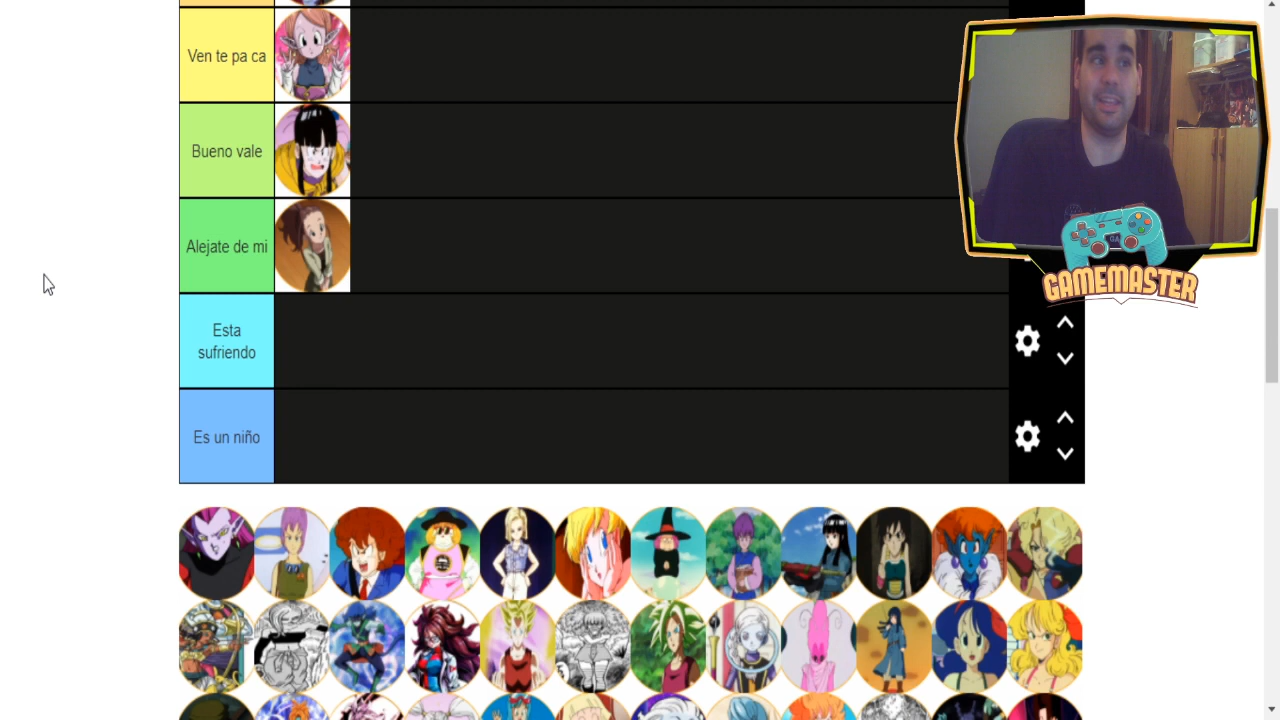 Ven te pa ca
Bueno vale
Alejate de mi
Esta
sufriendo
Es un niño
GAMEMASTER